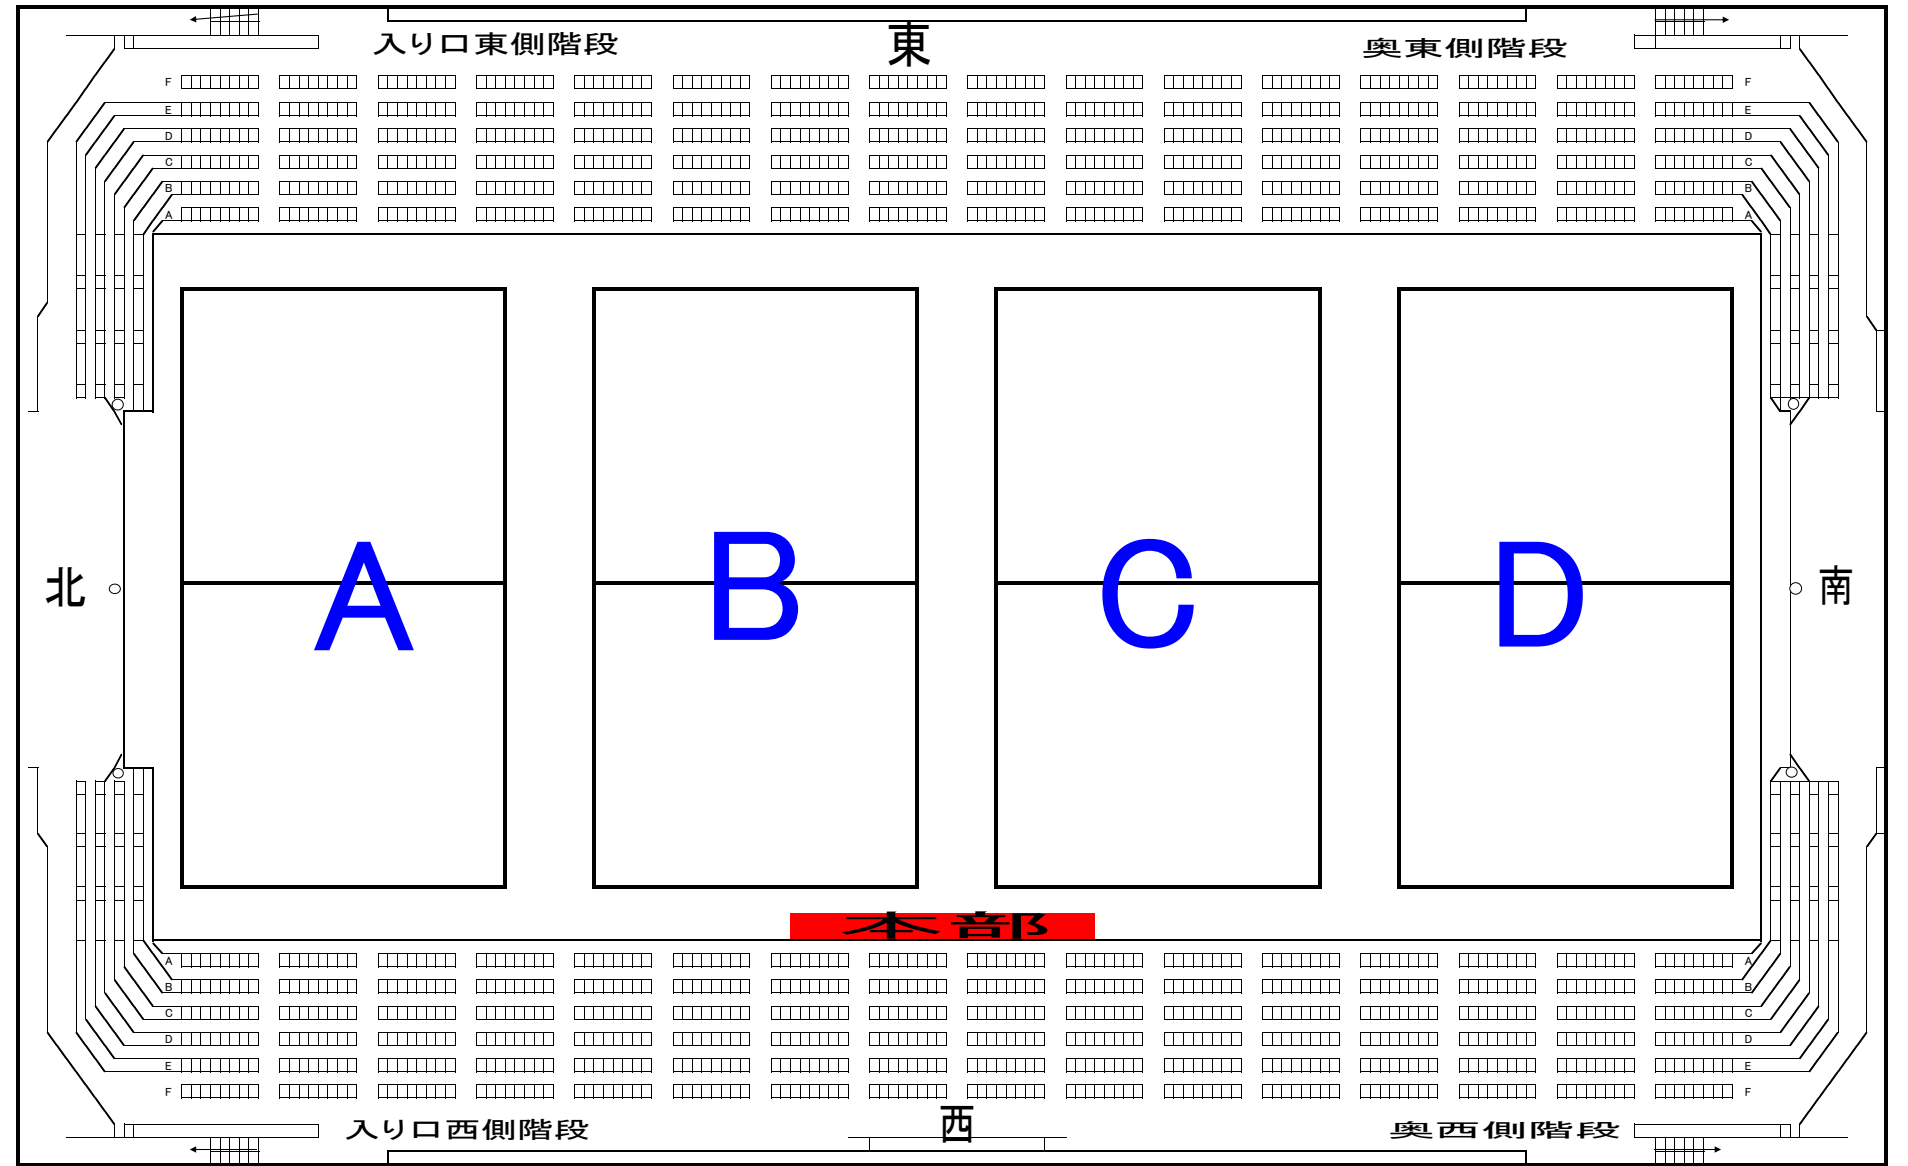 入り口東側階段 東 奥東側階段
F F
E E
D D
C C
B B
A A
北 A B C D 南
本部
A A
B B
C C
D D
E E
F F
入り口西側階段 西 奥西側階段